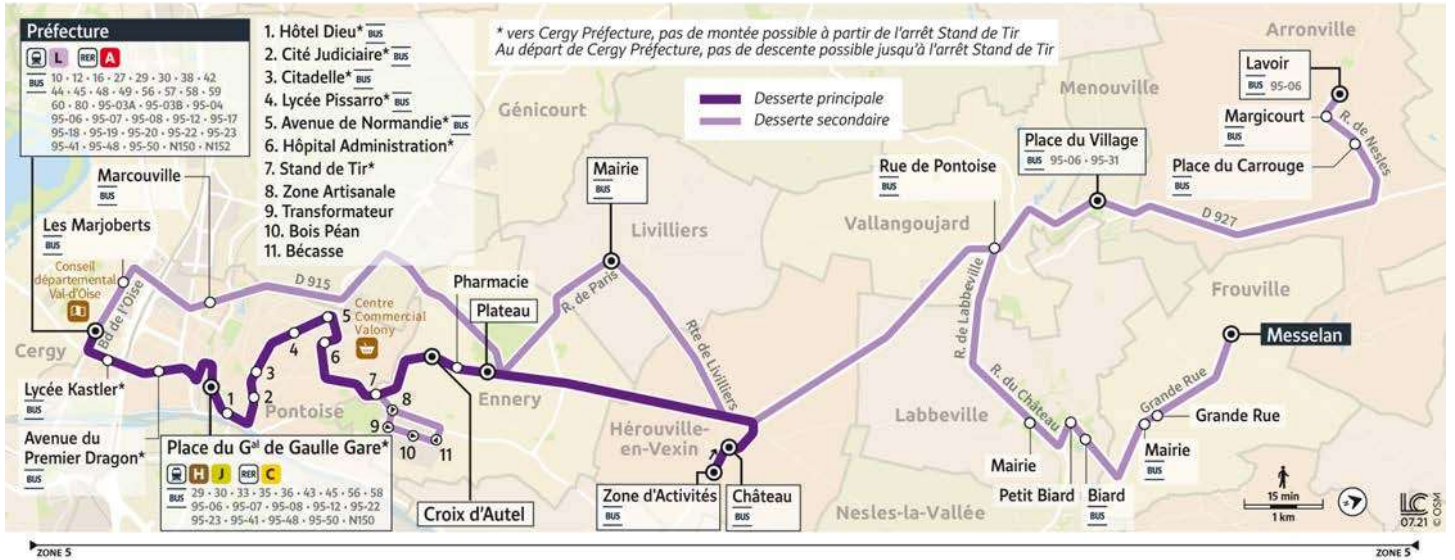 Préfecture
L RER A
BUS 10 • 12 • 16 • 27 • 29 • 30 • 38 • 42
44 • 45 • 48 • 49 • 56 • 57 • 58 • 59
60 • 80 • 95-03A • 95-03B • 95-04
95-06 • 95-07 • 95-08 • 95-12 • 95-17
95-18 • 95-19 • 95-20 • 95-22 • 95-23
95-41 • 95-48 • 95-50 • N150 • N152
1. Hôtel Dieu* BUS
2. Cité Judiciaire* BUS
3. Citadelle* BUS
4. Lycée Pissarro* BUS
5. Avenue de Normandie* BUS
6. Hôpital Administration*
7. Stand de Tir*
8. Zone Artisanale
9. Transformateur
10. Bois Péan
11. Bécasse
* vers Cergy Préfecture, pas de montée possible à partir de l'arrêt Stand de Tir
Au départ de Cergy Préfecture, pas de descente possible jusqu'à l'arrêt Stand de Tir
Desserte principale
Desserte secondaire
Génicourt
Menouville
Arronville
Lavoir
BUS 95-06
Margicourt
BUS
R. de Nesles
Place du Carrouge
BUS
Place du Village
BUS 95-06 • 95-31
Rue de Pontoise
BUS
Vallangoujard
D 927
Mairie
BUS
Livilliers
Marcouville
BUS
Les Marjoberts
BUS
Conseil
départemental
Val-d'Oise
Bd de l'Oise
D 915
Centre
Commercial
Valony
Pharmacie
Plateau
R. de Paris
Rte de Livilliers
R. de Labbeville
Frouville
Messelan
Cergy
Lycée Kastler*
BUS
Avenue du
Premier Dragon*
BUS
1
2
3
4
5
6
7
8
9
10
11
Pontoise
Ennery
Place du Gal de Gaulle Gare*
H J RER C
BUS 29 • 30 • 33 • 35 • 36 • 43 • 45 • 56 • 58
95-06 • 95-07 • 95-08 • 95-12 • 95-22
95-23 • 95-41 • 95-48 • 95-50 • N150
Croix d'Autel
Hérouville-
en-Vexin
Zone d'Activités
BUS
Château
BUS
Labbeville
R. du Château
Mairie
Petit Biard
Biard
BUS
Grande Rue
Grande Rue
Mairie
BUS
Nesles-la-Vallée
15 min
1 km
LC
07.21
© OSM
ZONE 5
ZONE 5